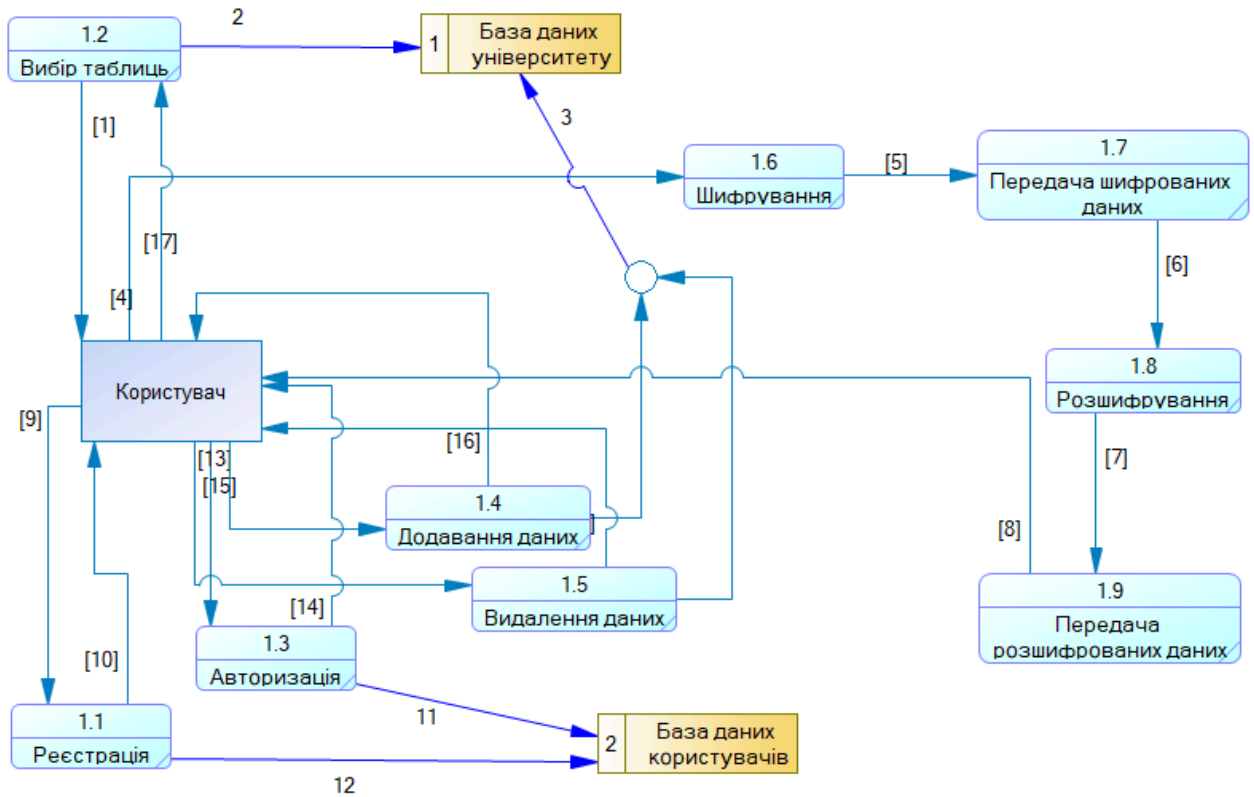 2
1.2
Вибір таблиць
1
База даних
університету
[1]
3
1.6
Шифрування
[5]
1.7
Передача шифрованих
даних
[17]
[4]
[6]
Користувач
1.8
Розшифрування
[9]
[13]
[15]
[16]
[7]
1.4
Додавання даних
]
[8]
1.5
Видалення даних
[14]
1.9
Передача
розшифрованих даних
1.3
Авторизація
[10]
1.1
Реєстрація
11
2
База даних
користувачів
12